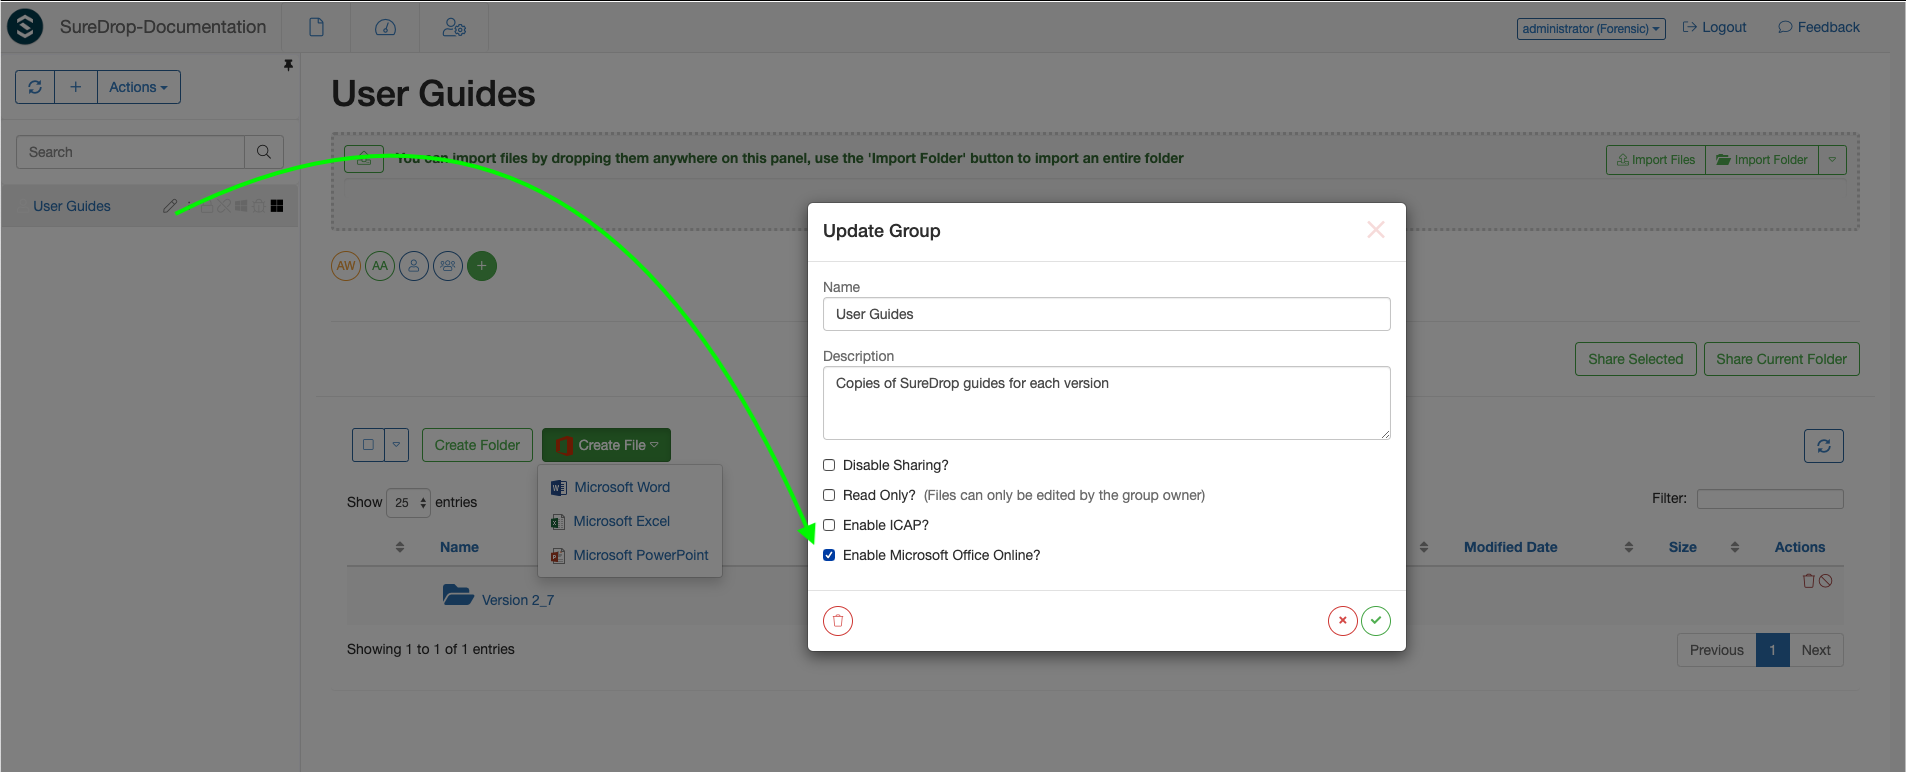 SureDrop-Documentation
administrator (Forensic)
Logout
Feedback
Actions
Search
User Guides
User Guides
You can import files by dropping them anywhere on this panel, use the 'Import Folder' button to import an entire folder
Import Files
Import Folder
AW
AA
Share Selected
Share Current Folder
Create Folder
Create File
Microsoft Word
Microsoft Excel
Microsoft PowerPoint
Show 25 entries
Filter:
Name
Modified Date
Size
Actions
Version 2_7
Showing 1 to 1 of 1 entries
Previous
1
Next
Update Group
Name
User Guides
Description
Copies of SureDrop guides for each version
Disable Sharing?
Read Only? (Files can only be edited by the group owner)
Enable ICAP?
Enable Microsoft Office Online?